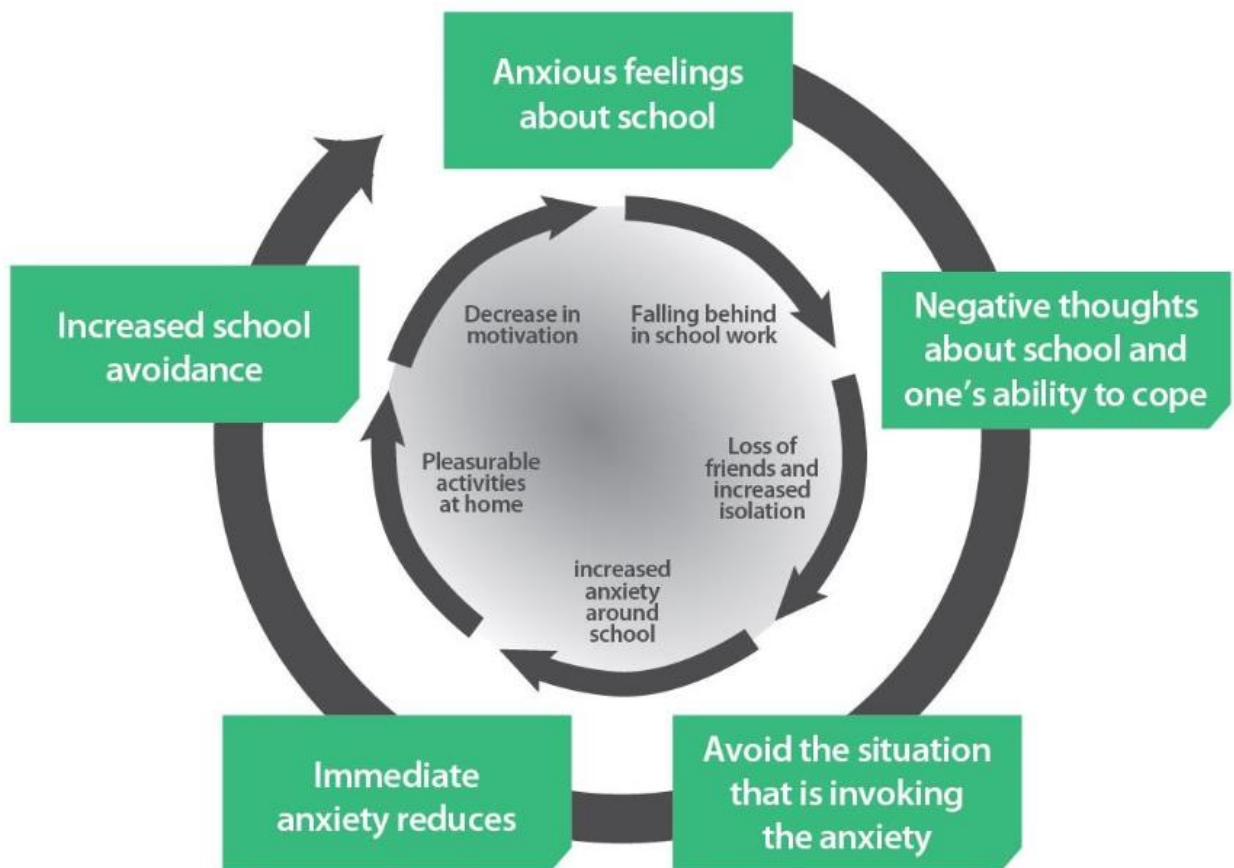 Anxious feelings
about school
Negative thoughts
about school and
one's ability to cope
Avoid the situation
that is invoking
the anxiety
Immediate
anxiety reduces
Increased school
avoidance
Falling behind
in school work
Loss of
friends and
increased
isolation
increased
anxiety
around
school
Pleasurable
activities
at home
Decrease in
motivation